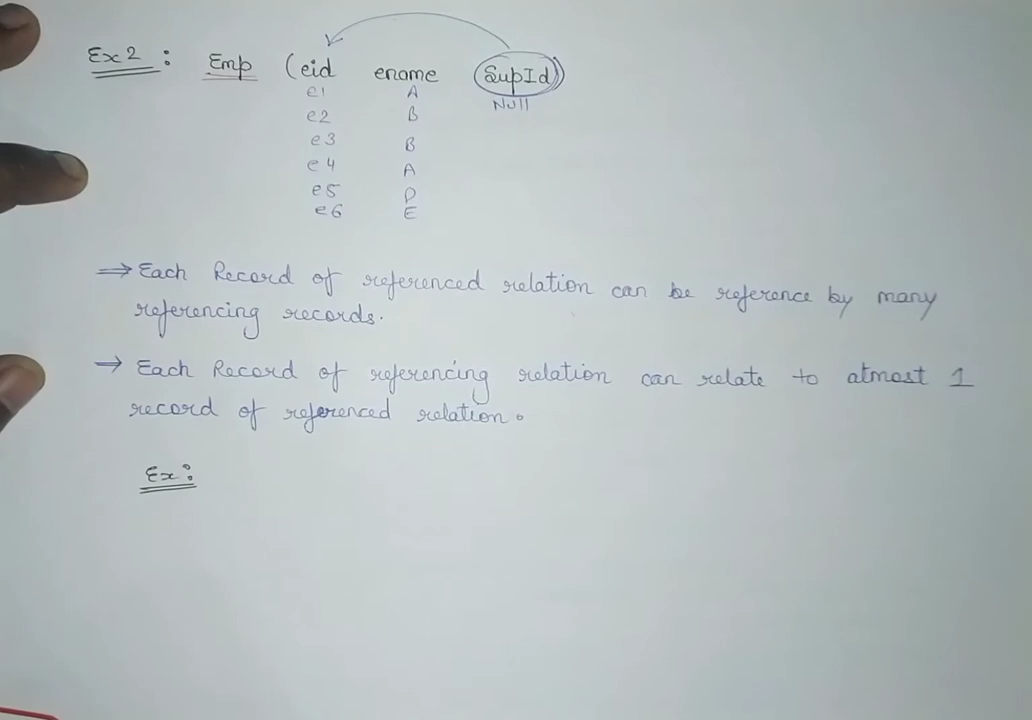 Ex2 : Emp (eid ename SupId)
e1 A Null
e2 B
e3 B
e4 A
e5 D
e6 E
⇒ Each Record of referenced relation can be reference by many
referencing records.
→ Each Record of referencing relation can relate to atmost 1
record of referenced relation.
Ex: